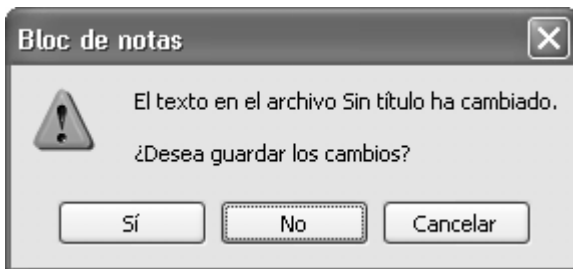 Bloc de notas
El texto en el archivo Sin título ha cambiado.
¿Desea guardar los cambios?
Sí No Cancelar